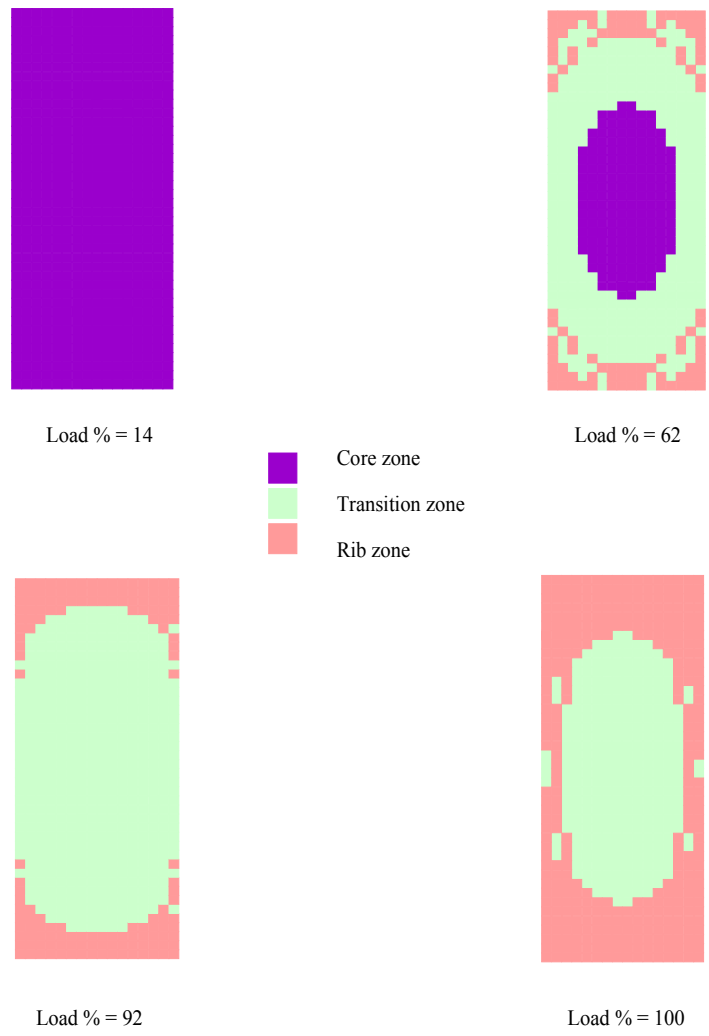 Load % = 14
Load % = 62
Core zone
Transition zone
Rib zone
Load % = 92
Load % = 100